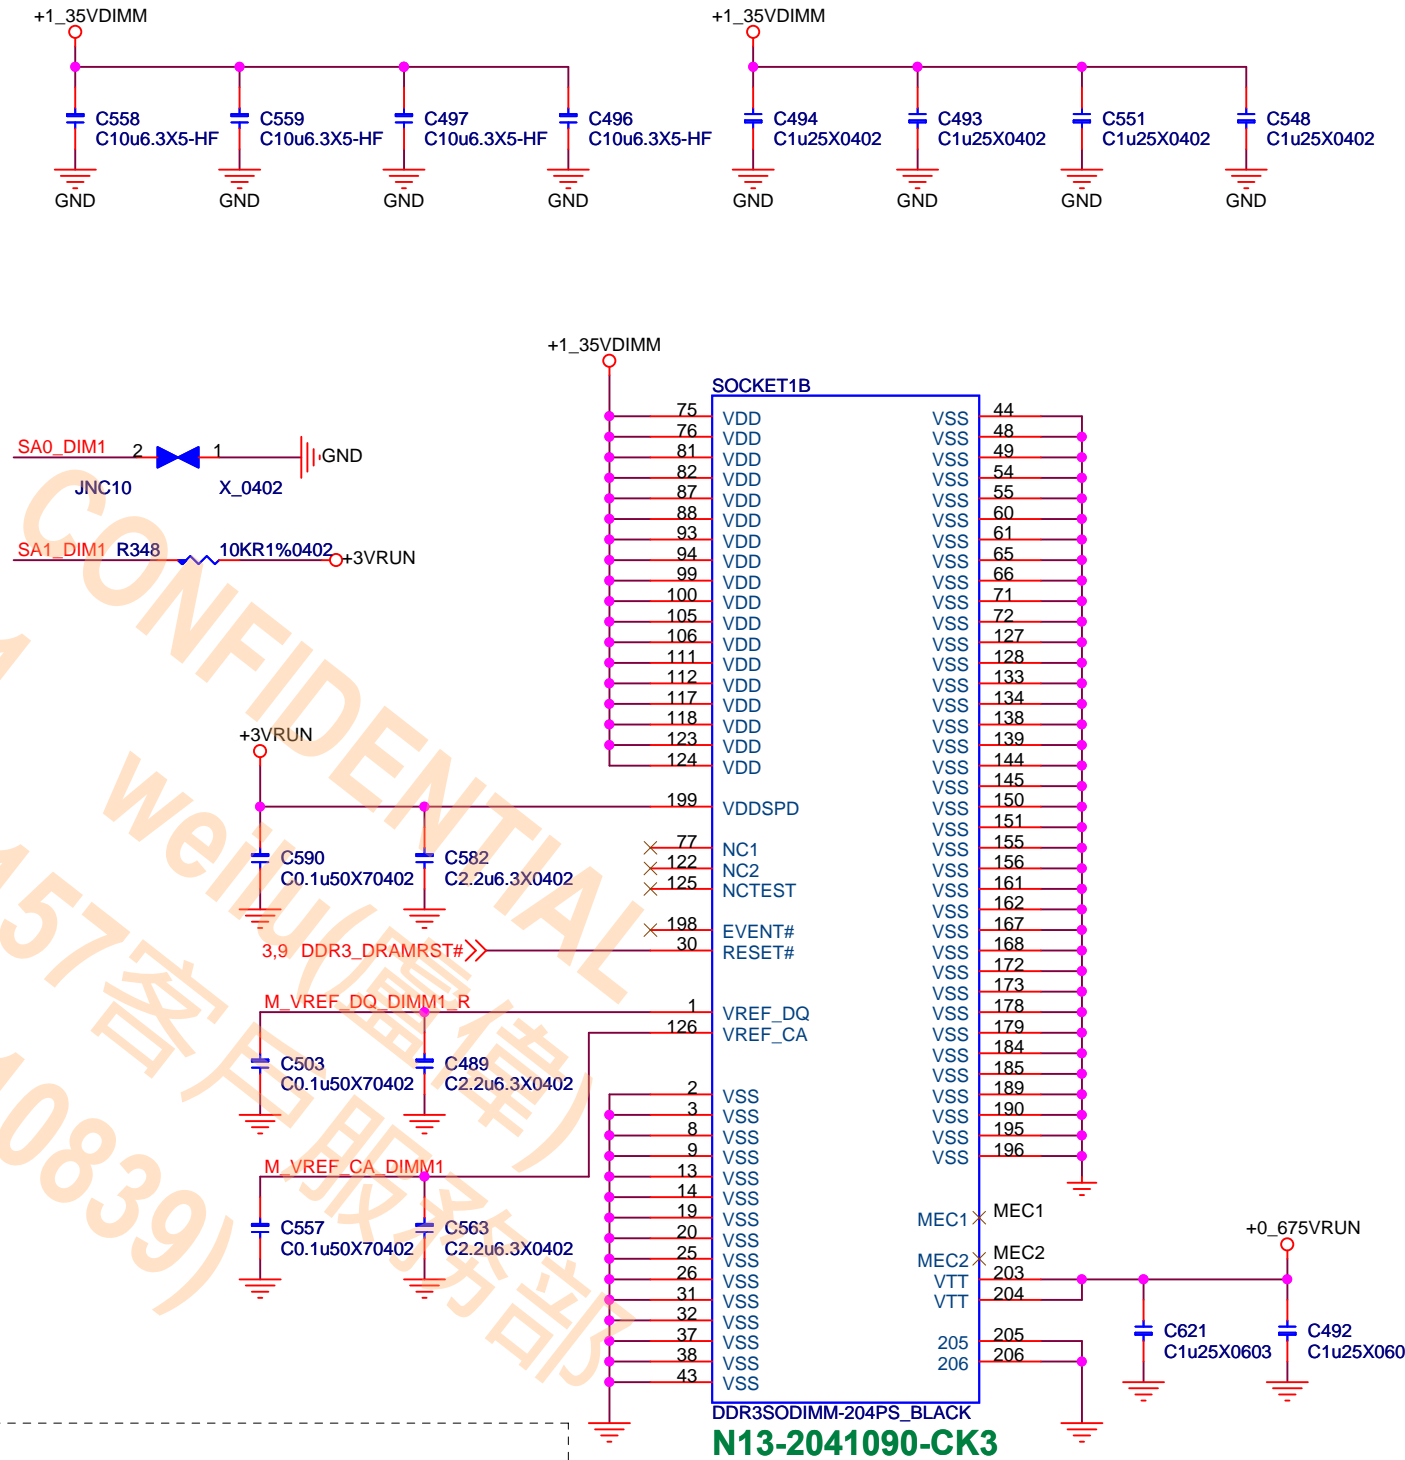 +1_35VDIMM
+1_35VDIMM
C558
C10u6.3X5-HF
C559
C10u6.3X5-HF
C497
C10u6.3X5-HF
C496
C10u6.3X5-HF
C494
C1u25X0402
C493
C1u25X0402
C551
C1u25X0402
C548
C1u25X0402
GND
GND
GND
GND
GND
GND
GND
GND
+1_35VDIMM
SOCKET1B
SA0_DIM1 2 1 GND
JNC10 X_0402
SA1_DIM1 R348 10KR1%0402 +3VRUN
75 VDD VSS 44
76 VDD VSS 48
81 VDD VSS 49
82 VDD VSS 54
87 VDD VSS 55
88 VDD VSS 60
93 VDD VSS 61
94 VDD VSS 65
99 VDD VSS 66
100 VDD VSS 71
105 VDD VSS 72
106 VDD VSS 127
111 VDD VSS 128
112 VDD VSS 133
117 VDD VSS 134
118 VDD VSS 138
123 VDD VSS 139
124 VDD VSS 144
VSS 145
199 VDDSPD VSS 150
VSS 151
77 NC1 VSS 155
122 NC2 VSS 156
125 NCTEST VSS 161
VSS 162
198 EVENT# VSS 167
30 RESET# VSS 168
VSS 172
VSS 173
1 VREF_DQ VSS 178
126 VREF_CA VSS 179
VSS 184
VSS 185
2 VSS VSS 189
3 VSS VSS 190
8 VSS VSS 195
9 VSS VSS 196
13 VSS
14 VSS
19 VSS MEC1 MEC1
20 VSS
25 VSS MEC2 MEC2
26 VSS VTT 203
31 VSS VTT 204
32 VSS
37 VSS 205 205
38 VSS 206 206
43 VSS
+3VRUN
C590
C0.1u50X70402
C582
C2.2u6.3X0402
3,9 DDR3_DRAMRST#
M_VREF_DQ_DIMM1_R
C503
C0.1u50X70402
C489
C2.2u6.3X0402
M_VREF_CA_DIMM1
C557
C0.1u50X70402
C563
C2.2u6.3X0402
+0_675VRUN
C621
C1u25X0603
C492
C1u25X060
DDR3SODIMM-204PS_BLACK
N13-2041090-CK3
CONFIDENTIAL
weilu(盧偉)
57客戶服務部
0839)